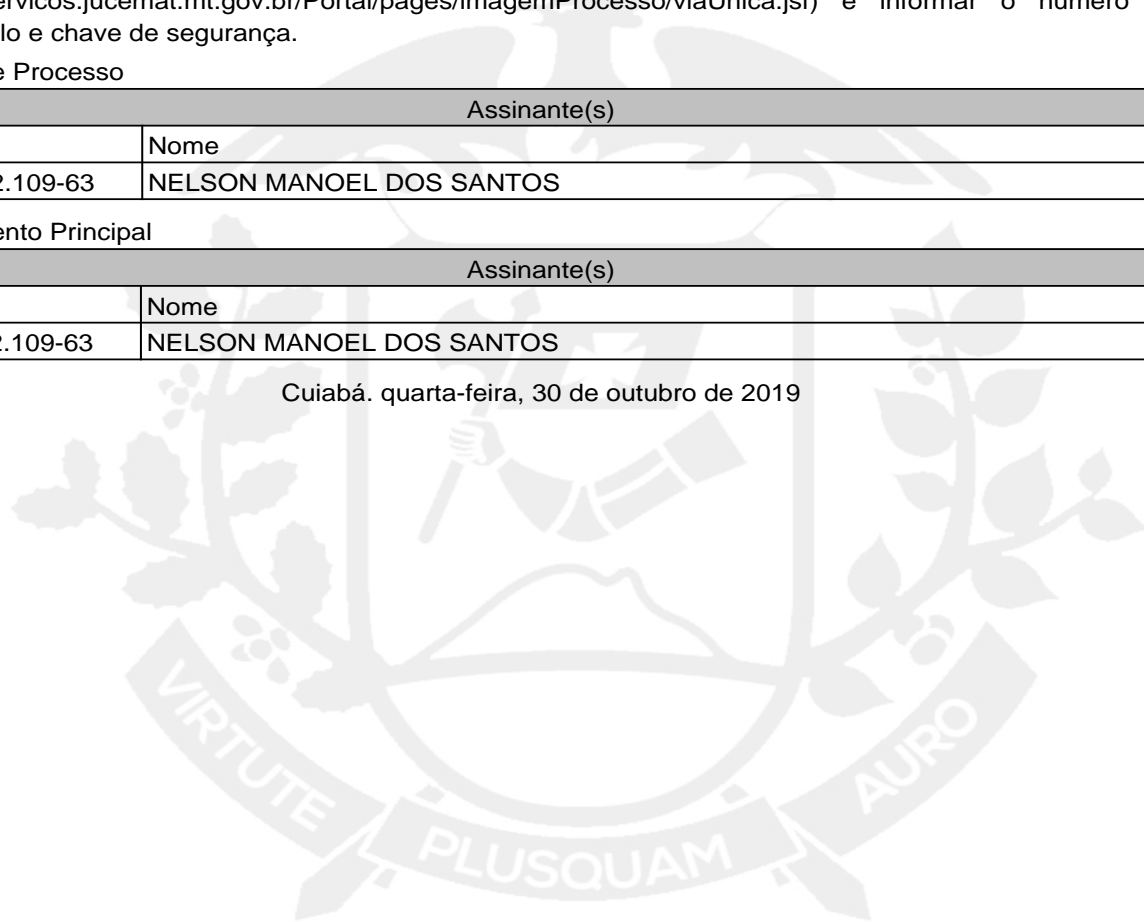 ervicos.jucemat.mt.gov.br/Portal/pages/imagemProcesso/viaUnica.jsf) e informar o número
lo e chave de segurança.
e Processo
Assinante(s)
Nome
2.109-63 NELSON MANOEL DOS SANTOS
ento Principal
Assinante(s)
Nome
2.109-63 NELSON MANOEL DOS SANTOS
Cuiabá. quarta-feira, 30 de outubro de 2019
VIRTUTE PLUSQUAM AURO